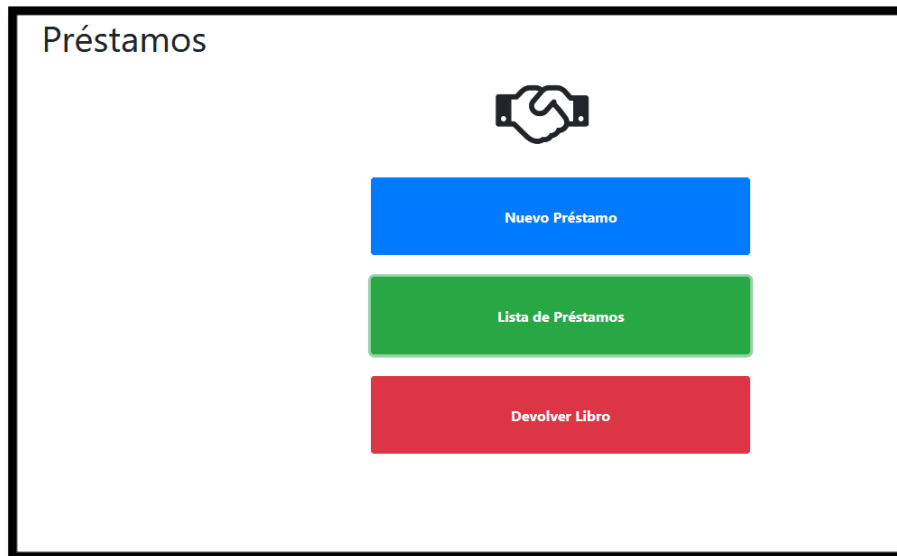 Préstamos
Nuevo Préstamo
Lista de Préstamos
Devolver Libro